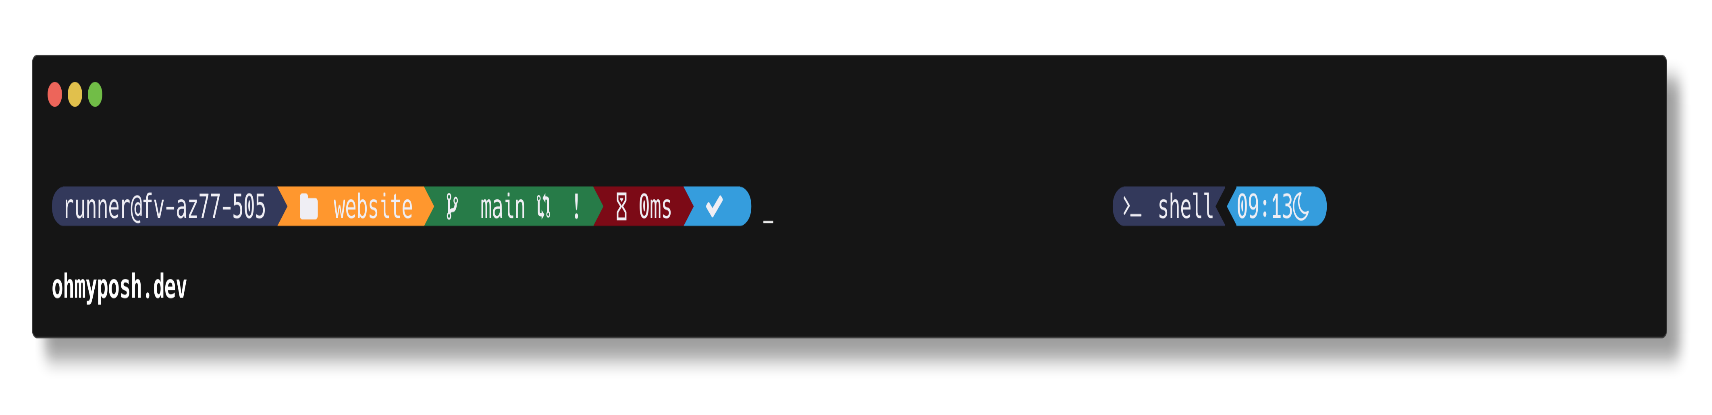 runner@fv-az77-505 website main ! 0ms _ >_ shell 09:13
ohmyposh.dev